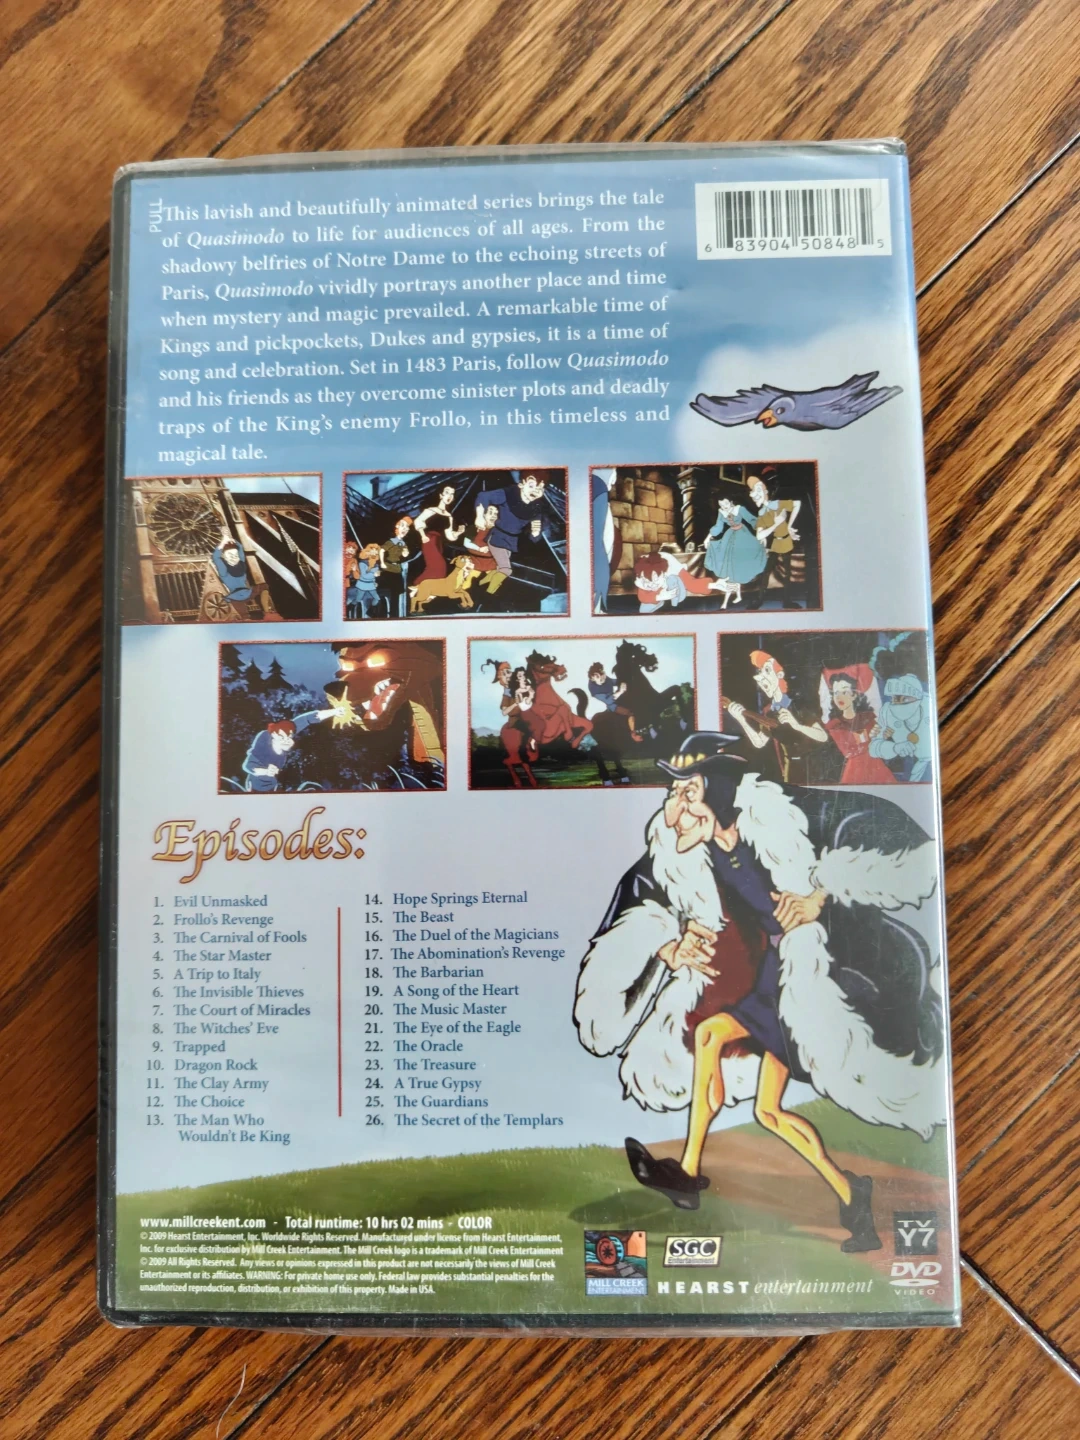 PULL
This lavish and beautifully animated series brings the tale
of Quasimodo to life for audiences of all ages. From the
shadowy belfries of Notre Dame to the echoing streets of
Paris, Quasimodo vividly portrays another place and time
when mystery and magic prevailed. A remarkable time of
Kings and pickpockets, Dukes and gypsies, it is a time of
song and celebration. Set in 1483 Paris, follow Quasimodo
and his friends as they overcome sinister plots and deadly
traps of the King's enemy Frollo, in this timeless and
magical tale.
6 83904 50848 5
Episodes:
1. Evil Unmasked
2. Frollo's Revenge
3. The Carnival of Fools
4. The Star Master
5. A Trip to Italy
6. The Invisible Thieves
7. The Court of Miracles
8. The Witches' Eve
9. Trapped
10. Dragon Rock
11. The Clay Army
12. The Choice
13. The Man Who
Wouldn't Be King
14. Hope Springs Eternal
15. The Beast
16. The Duel of the Magicians
17. The Abomination's Revenge
18. The Barbarian
19. A Song of the Heart
20. The Music Master
21. The Eye of the Eagle
22. The Oracle
23. The Treasure
24. A True Gypsy
25. The Guardians
26. The Secret of the Templars
www.millcreekent.com - Total runtime: 10 hrs 02 mins - COLOR
© 2009 Hearst Entertainment, Inc. Worldwide Rights Reserved. Manufactured under license from Hearst Entertainment,
Inc. for exclusive distribution by Mill Creek Entertainment. The Mill Creek logo is a trademark of Mill Creek Entertainment
© 2009 All Rights Reserved. Any views or opinions expressed in this product are not necessarily the views of Mill Creek
Entertainment or its affiliates. WARNING: For private home use only. Federal law provides substantial penalties for the
unauthorized reproduction, distribution, or exhibition of this property. Made in USA.
MILL CREEK
ENTERTAINMENT
SGC
Entertainment
HEARST entertainment
TV
Y7
DVD
VIDEO